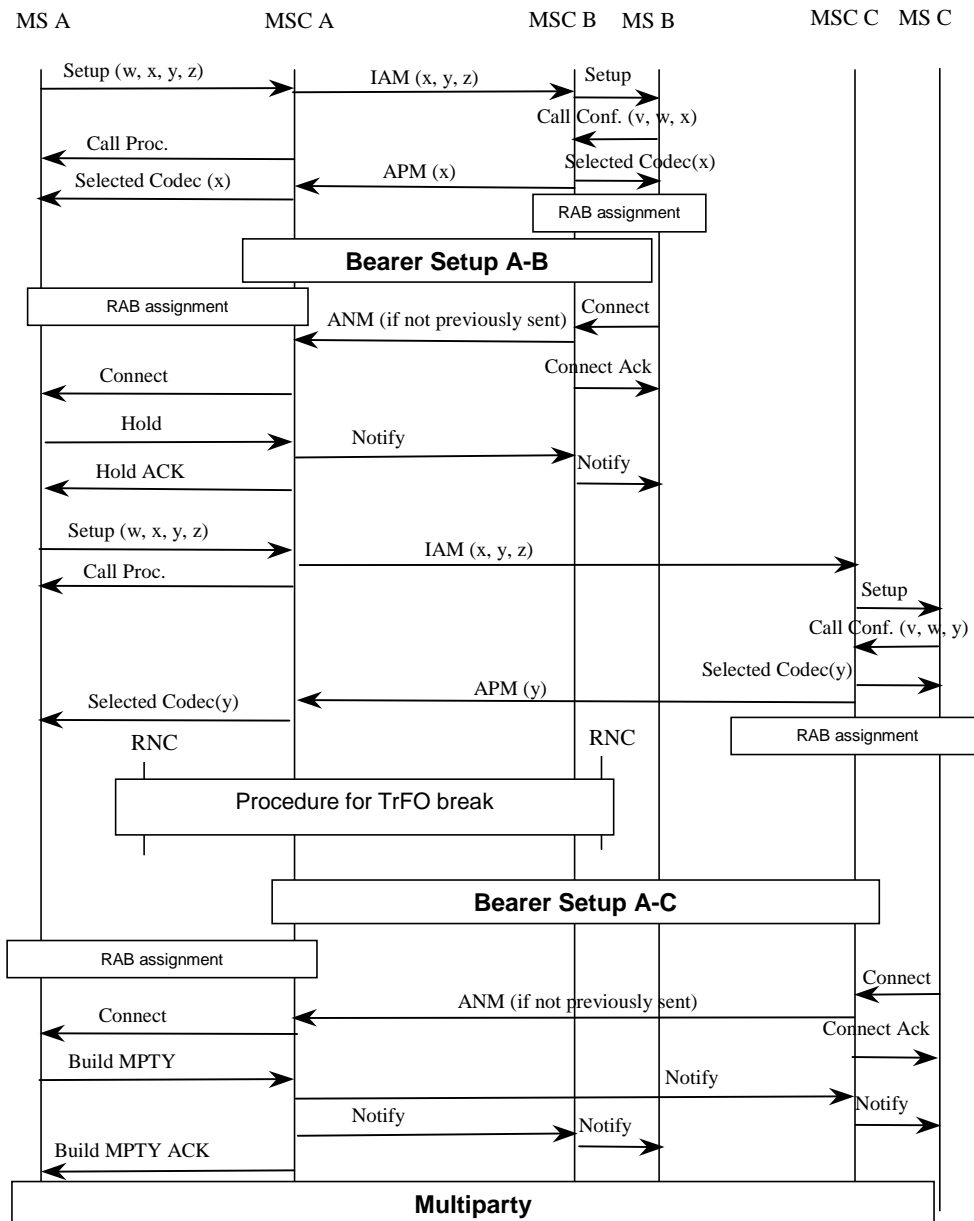 MS A MSC A MSC B MS B MSC C MS C
Setup (w, x, y, z)
IAM (x, y, z)
Setup
Call Conf. (v, w, x)
Call Proc.
APM (x)
Selected Codec(x)
Selected Codec (x)
RAB assignment
Bearer Setup A-B
RAB assignment
Connect
ANM (if not previously sent)
Connect Ack
Connect
Hold
Notify
Notify
Hold ACK
Setup (w, x, y, z)
IAM (x, y, z)
Call Proc.
Setup
Call Conf. (v, w, y)
Selected Codec(y)
APM (y)
Selected Codec(y)
RAB assignment
RNC RNC
Procedure for TrFO break
Bearer Setup A-C
RAB assignment
Connect
ANM (if not previously sent)
Connect
Connect Ack
Build MPTY
Notify
Notify
Notify
Notify
Build MPTY ACK
Multiparty